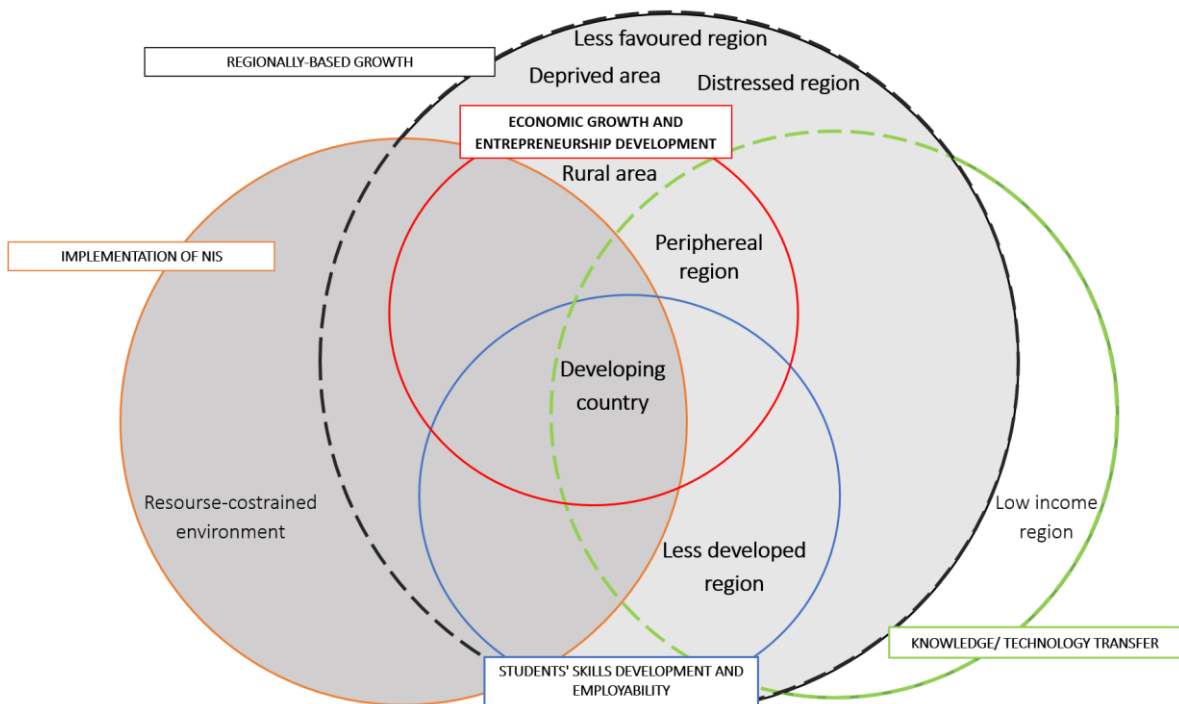 Less favoured region
REGIONALLY-BASED GROWTH
Deprived area
Distressed region
ECONOMIC GROWTH AND
ENTREPRENEURSHIP DEVELOPMENT
Rural area
Periphereal
region
IMPLEMENTATION OF NIS
Developing
country
Resourse-costrained
environment
Low income
region
Less developed
region
KNOWLEDGE/ TECHNOLOGY TRANSFER
STUDENTS' SKILLS DEVELOPMENT AND
EMPLOYABILITY